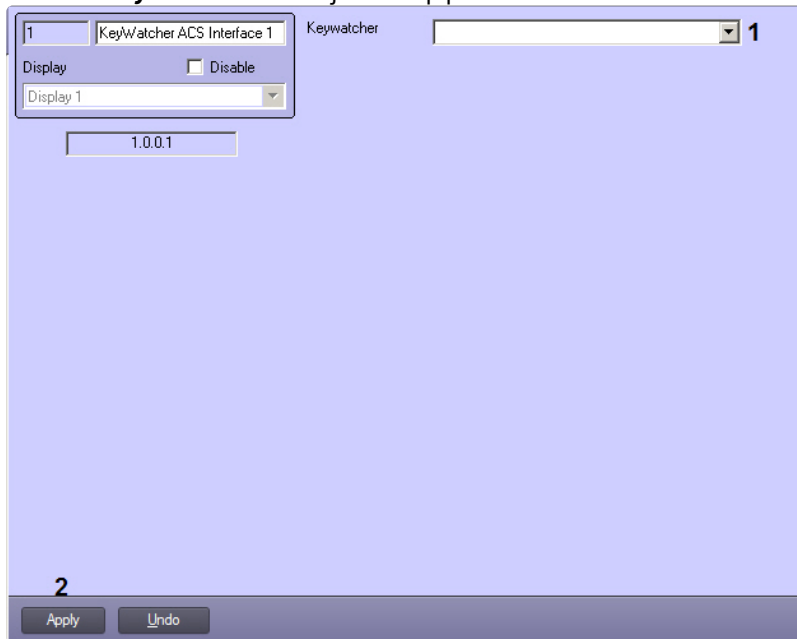 1 KeyWatcher ACS Interface 1 Keywatcher 1
Display Disable
Display 1
1.0.0.1
2
Apply Undo